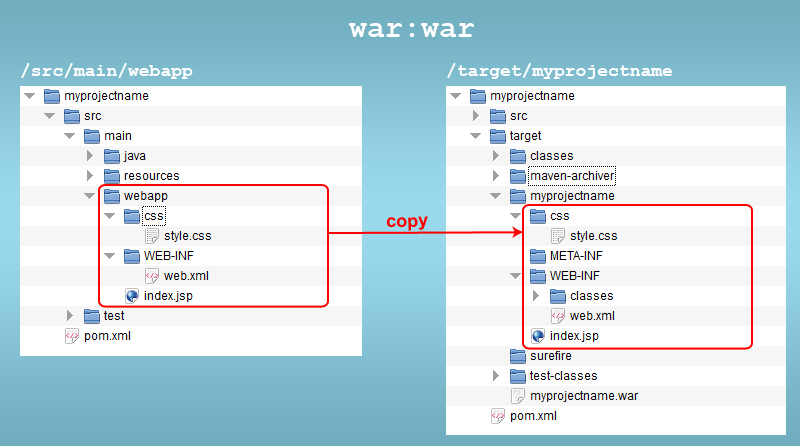 war:war
/src/main/webapp
myprojectname
src
main
java
resources
webapp
css
style.css
WEB-INF
web.xml
index.jsp
test
pom.xml
copy
/target/myprojectname
myprojectname
src
target
classes
maven-archiver
myprojectname
css
style.css
META-INF
WEB-INF
classes
web.xml
index.jsp
surefire
test-classes
myprojectname.war
pom.xml